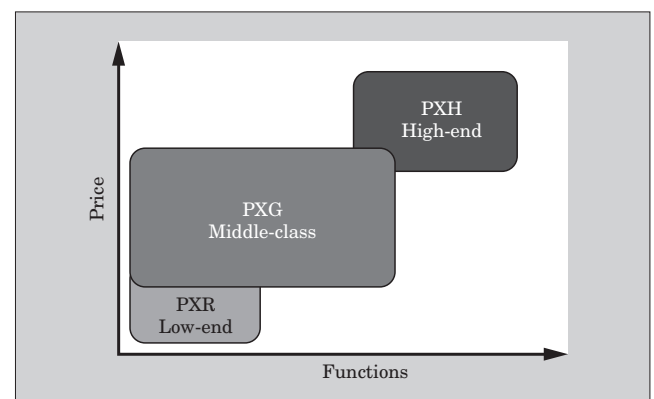 PXH
High-end
Price
PXG
Middle-class
PXR
Low-end
Functions